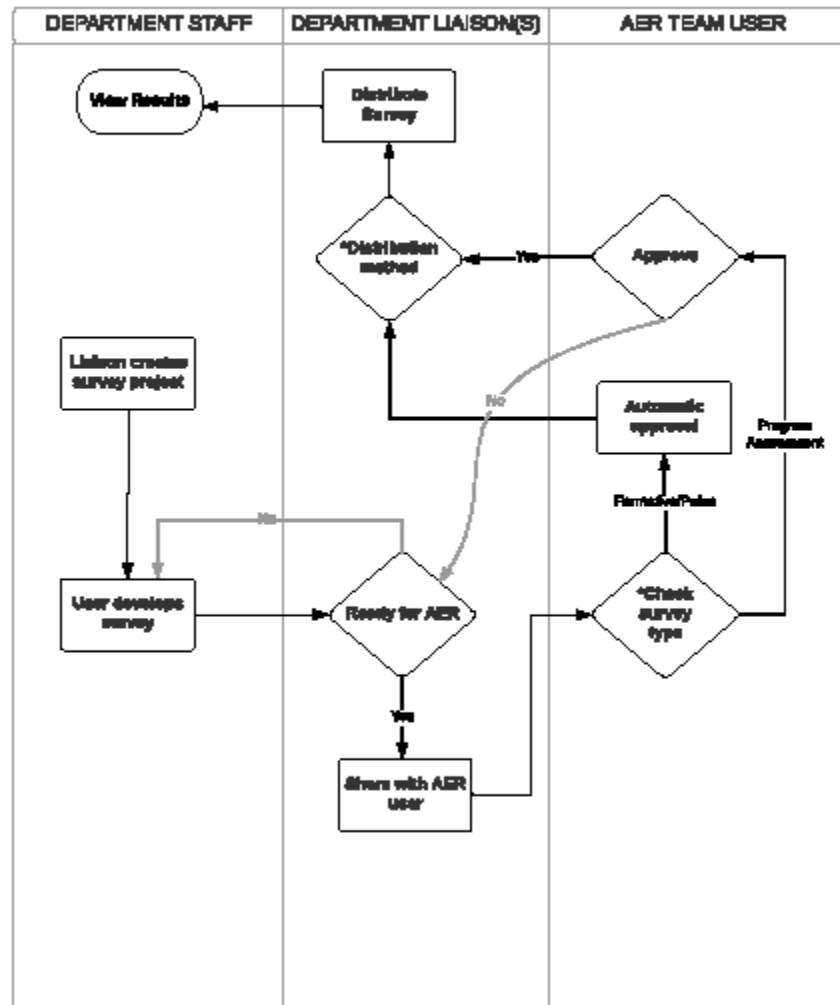 DEPARTMENT STAFF
DEPARTMENT LIAISON(S)
AER TEAM USER
View Results
Distribute
Survey
*Distribution
method
Yes
Approve
Liaison creates
survey project
No
Automatic
approval
Program
Assessment
Formative/Pulse
No
User develops
survey
Ready for AER
*Check
survey
type
Yes
Share with AER
user